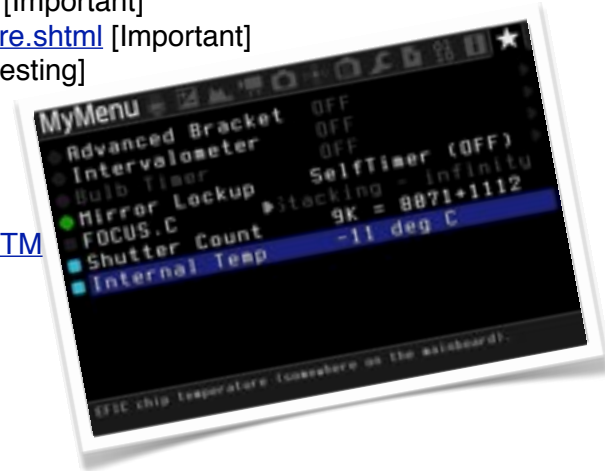 [Important]
re.shtml [Important]
esting]
TM
MyMenu
Advanced Bracket OFF
Intervalometer OFF
Bulb Timer OFF
Mirror Lockup SelfTimer (OFF)
FOCUS.C Stacking - infinity
Shutter Count 9K = 8871+1112
Internal Temp -11 deg C
EFIC chip temperature (somewhere on the mainboard).